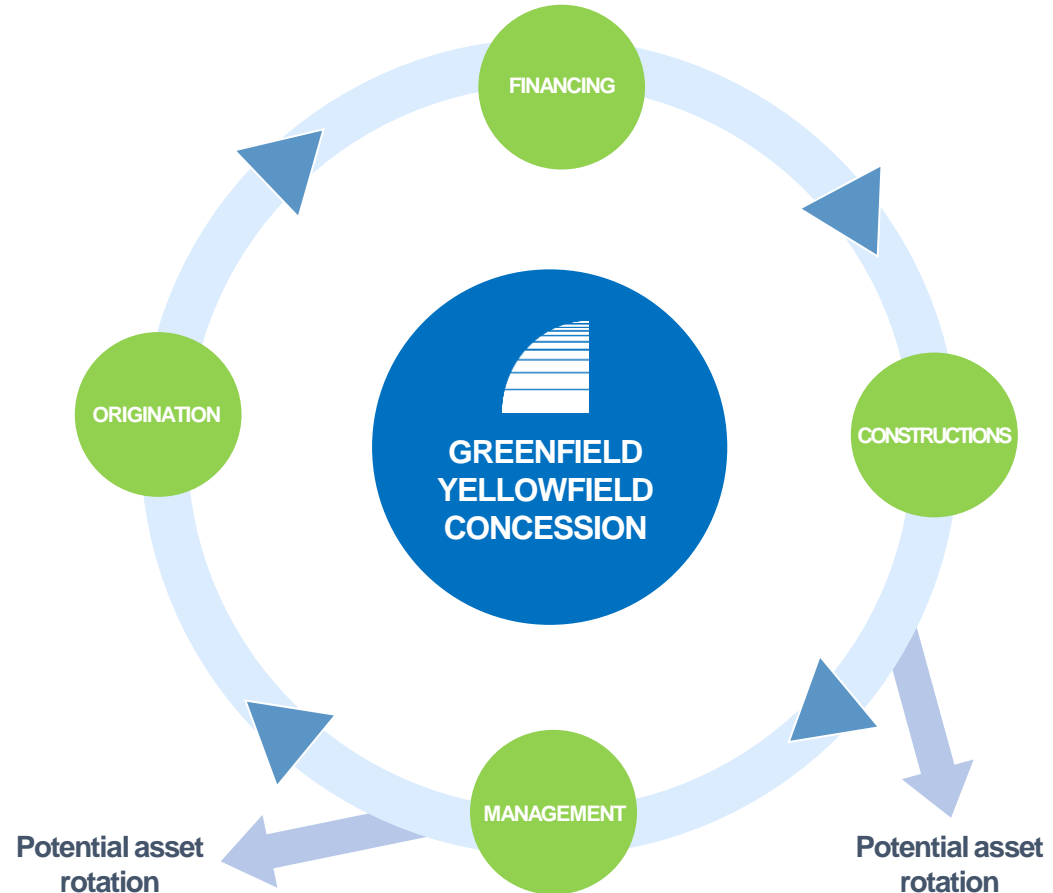 FINANCING
ORIGINATION
CONSTRUCTIONS
GREENFIELD
YELLOWFIELD
CONCESSION
MANAGEMENT
Potential asset
rotation
Potential asset
rotation